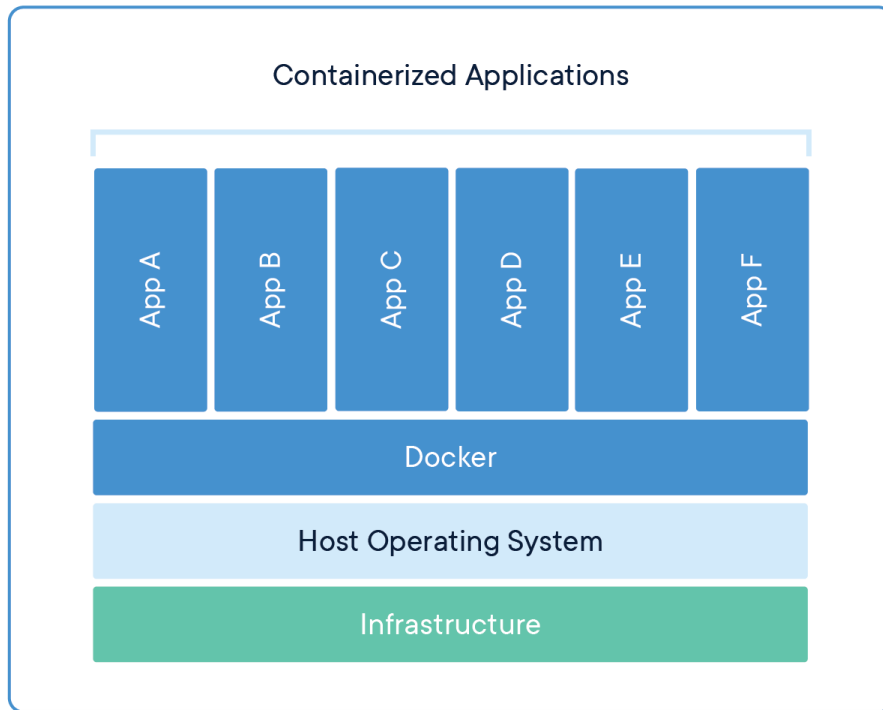 Containerized Applications
App A
App B
App C
App D
App E
App F
Docker
Host Operating System
Infrastructure